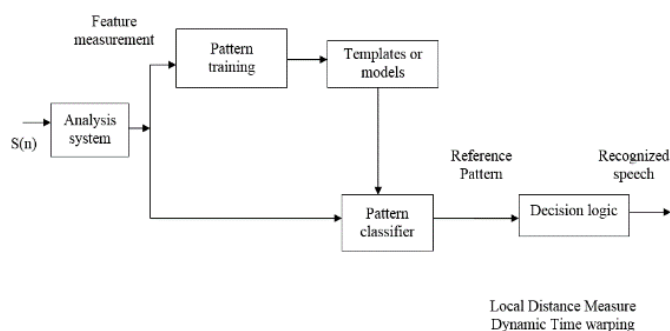 Feature
measurement
Pattern
training
Templates or
models
S(n)
Analysis
system
Reference
Pattern
Recognized
speech
Pattern
classifier
Decision logic
Local Distance Measure
Dynamic Time warping